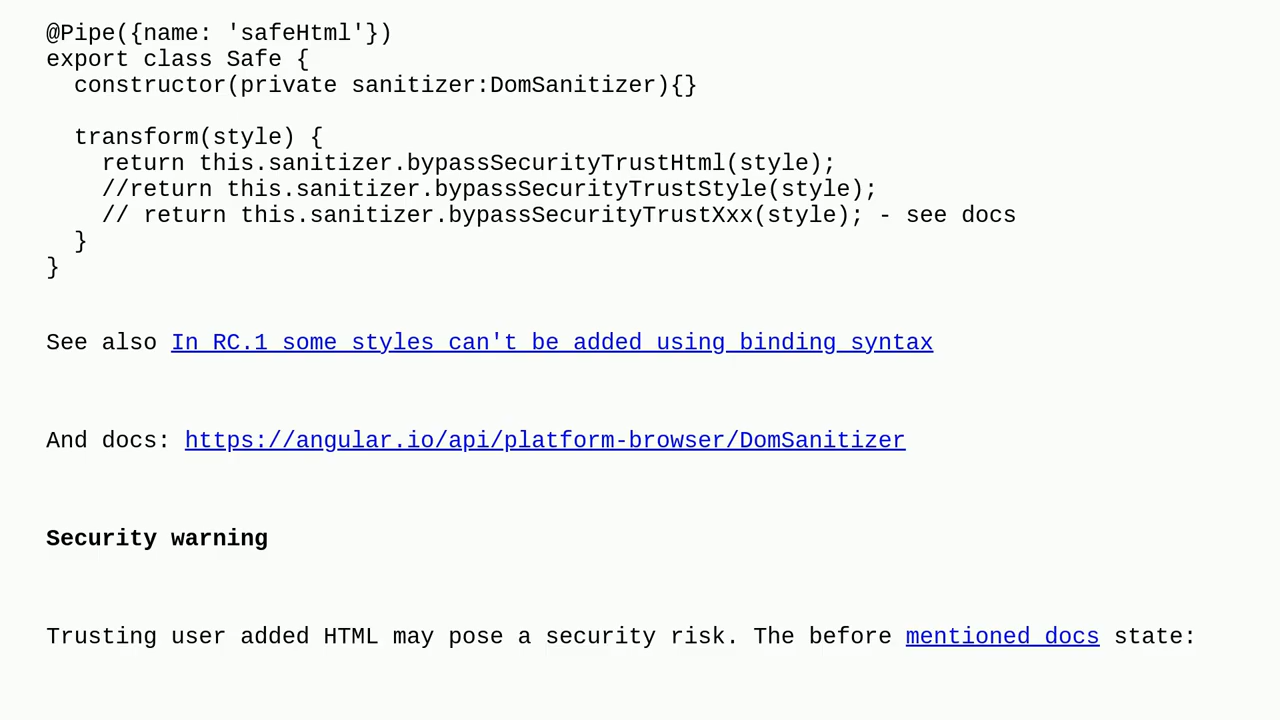 @Pipe({name: 'safeHtml'})
export class Safe {
  constructor(private sanitizer:DomSanitizer){}
  transform(style) {
    return this.sanitizer.bypassSecurityTrustHtml(style);
    //return this.sanitizer.bypassSecurityTrustStyle(style);
    // return this.sanitizer.bypassSecurityTrustXxx(style); - see docs
  }
}
See also In RC.1 some styles can't be added using binding syntax
And docs: https://angular.io/api/platform-browser/DomSanitizer
Security warning
Trusting user added HTML may pose a security risk. The before mentioned docs state: